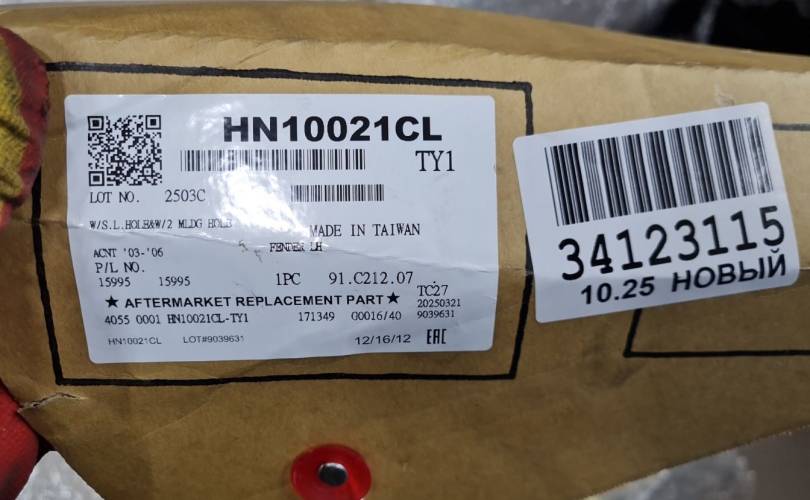 HN10021CL
TY1
LOT NO. 2503C
W/S.L.HOLE&W/2 MLDG HOLE
MADE IN TAIWAN
FENDER LH
ACNT '03-'06
P/L NO.
15995 15995 1PC 91.C212.07
TC27
★ AFTERMARKET REPLACEMENT PART ★ 20250321
4055 0001 HN10021CL-TY1 171349 00016/40 9039631
HN10021CL LOT#9039631 12/16/12 EAC
34123115
10.25 НОВЫЙ